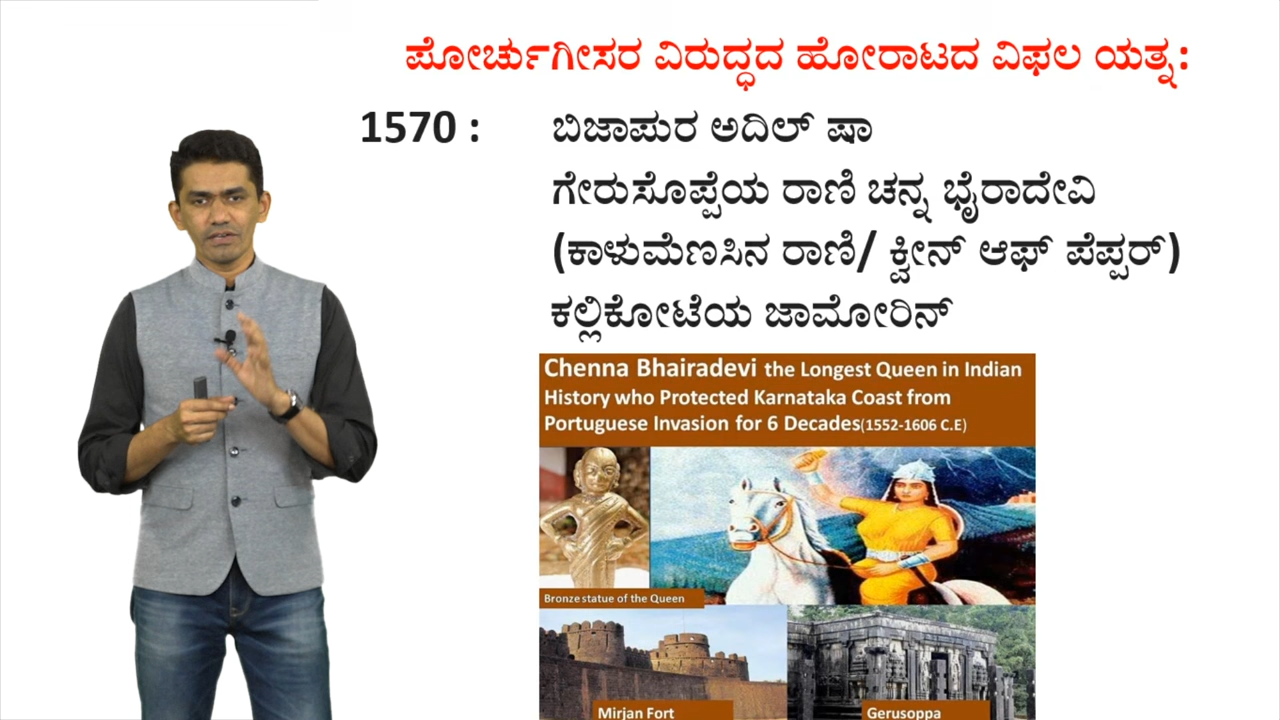 ಪೋರ್ಚುಗೀಸರ ವಿರುದ್ಧದ ಹೋರಾಟದ ವಿಫಲ ಯತ್ನ:
1570 : ಬಿಜಾಪುರ ಅದಿಲ್ ಷಾ
ಗೇರುಸೊಪ್ಪೆಯ ರಾಣಿ ಚನ್ನ ಭೈರಾದೇವಿ
(ಕಾಳುಮೆಣಸಿನ ರಾಣಿ/ ಕ್ವೀನ್ ಆಫ್ ಪೆಪ್ಪರ್)
ಕಲ್ಲಿಕೋಟೆಯ ಜಾಮೋರಿನ್
Chenna Bhairadevi the Longest Queen in Indian
History who Protected Karnataka Coast from
Portuguese Invasion for 6 Decades(1552-1606 C.E)
Bronze statue of the Queen
Mirjan Fort
Gerusoppa